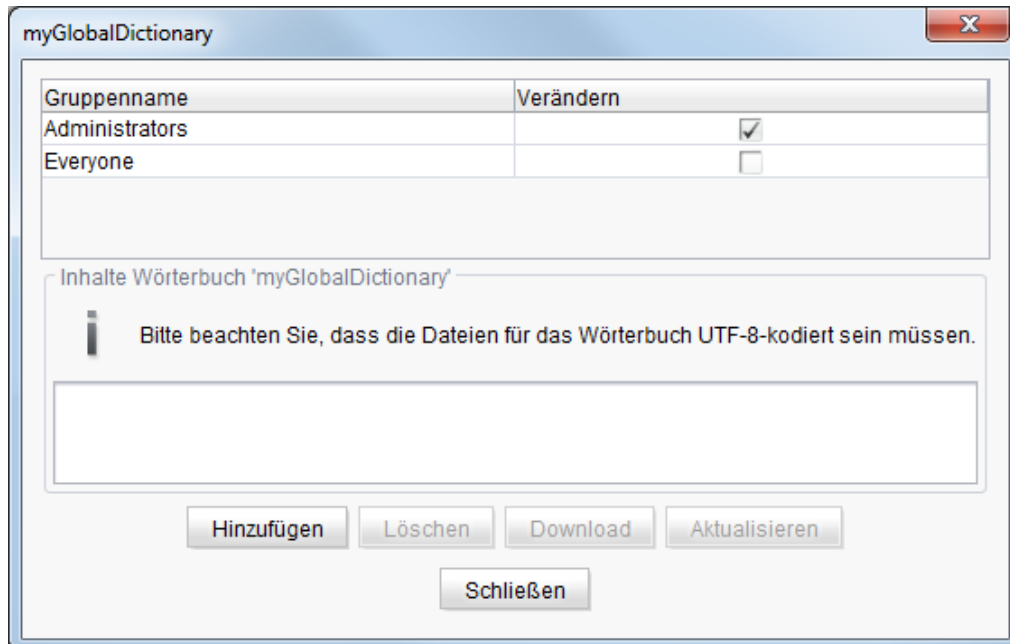 myGlobalDictionary
Gruppenname Verändern
Administrators
Everyone
Inhalte Wörterbuch 'myGlobalDictionary'
Bitte beachten Sie, dass die Dateien für das Wörterbuch UTF-8-kodiert sein müssen.
Hinzufügen Löschen Download Aktualisieren
Schließen